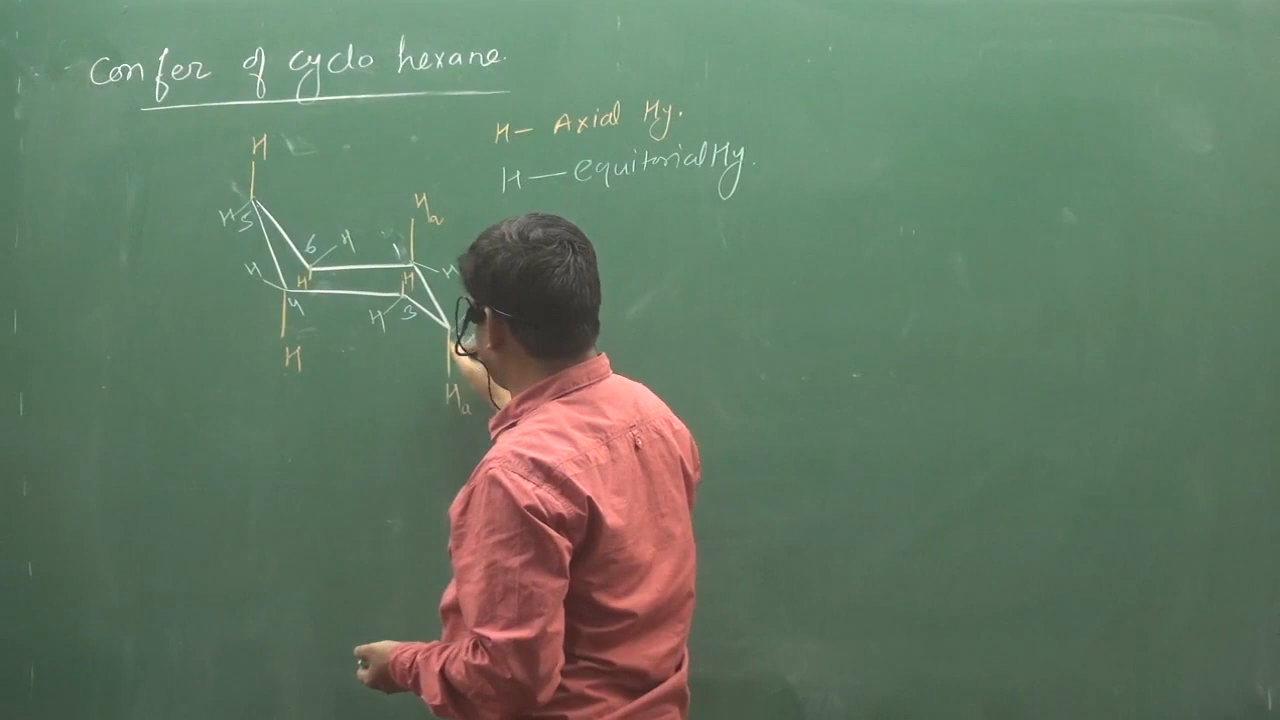 Confer of cyclo hexane.
H- Axial Hy.
H - equitorial Hy.
H
Ha
H 5
6 H
1
H
H
H
H
4
H 3
H
H
Ha